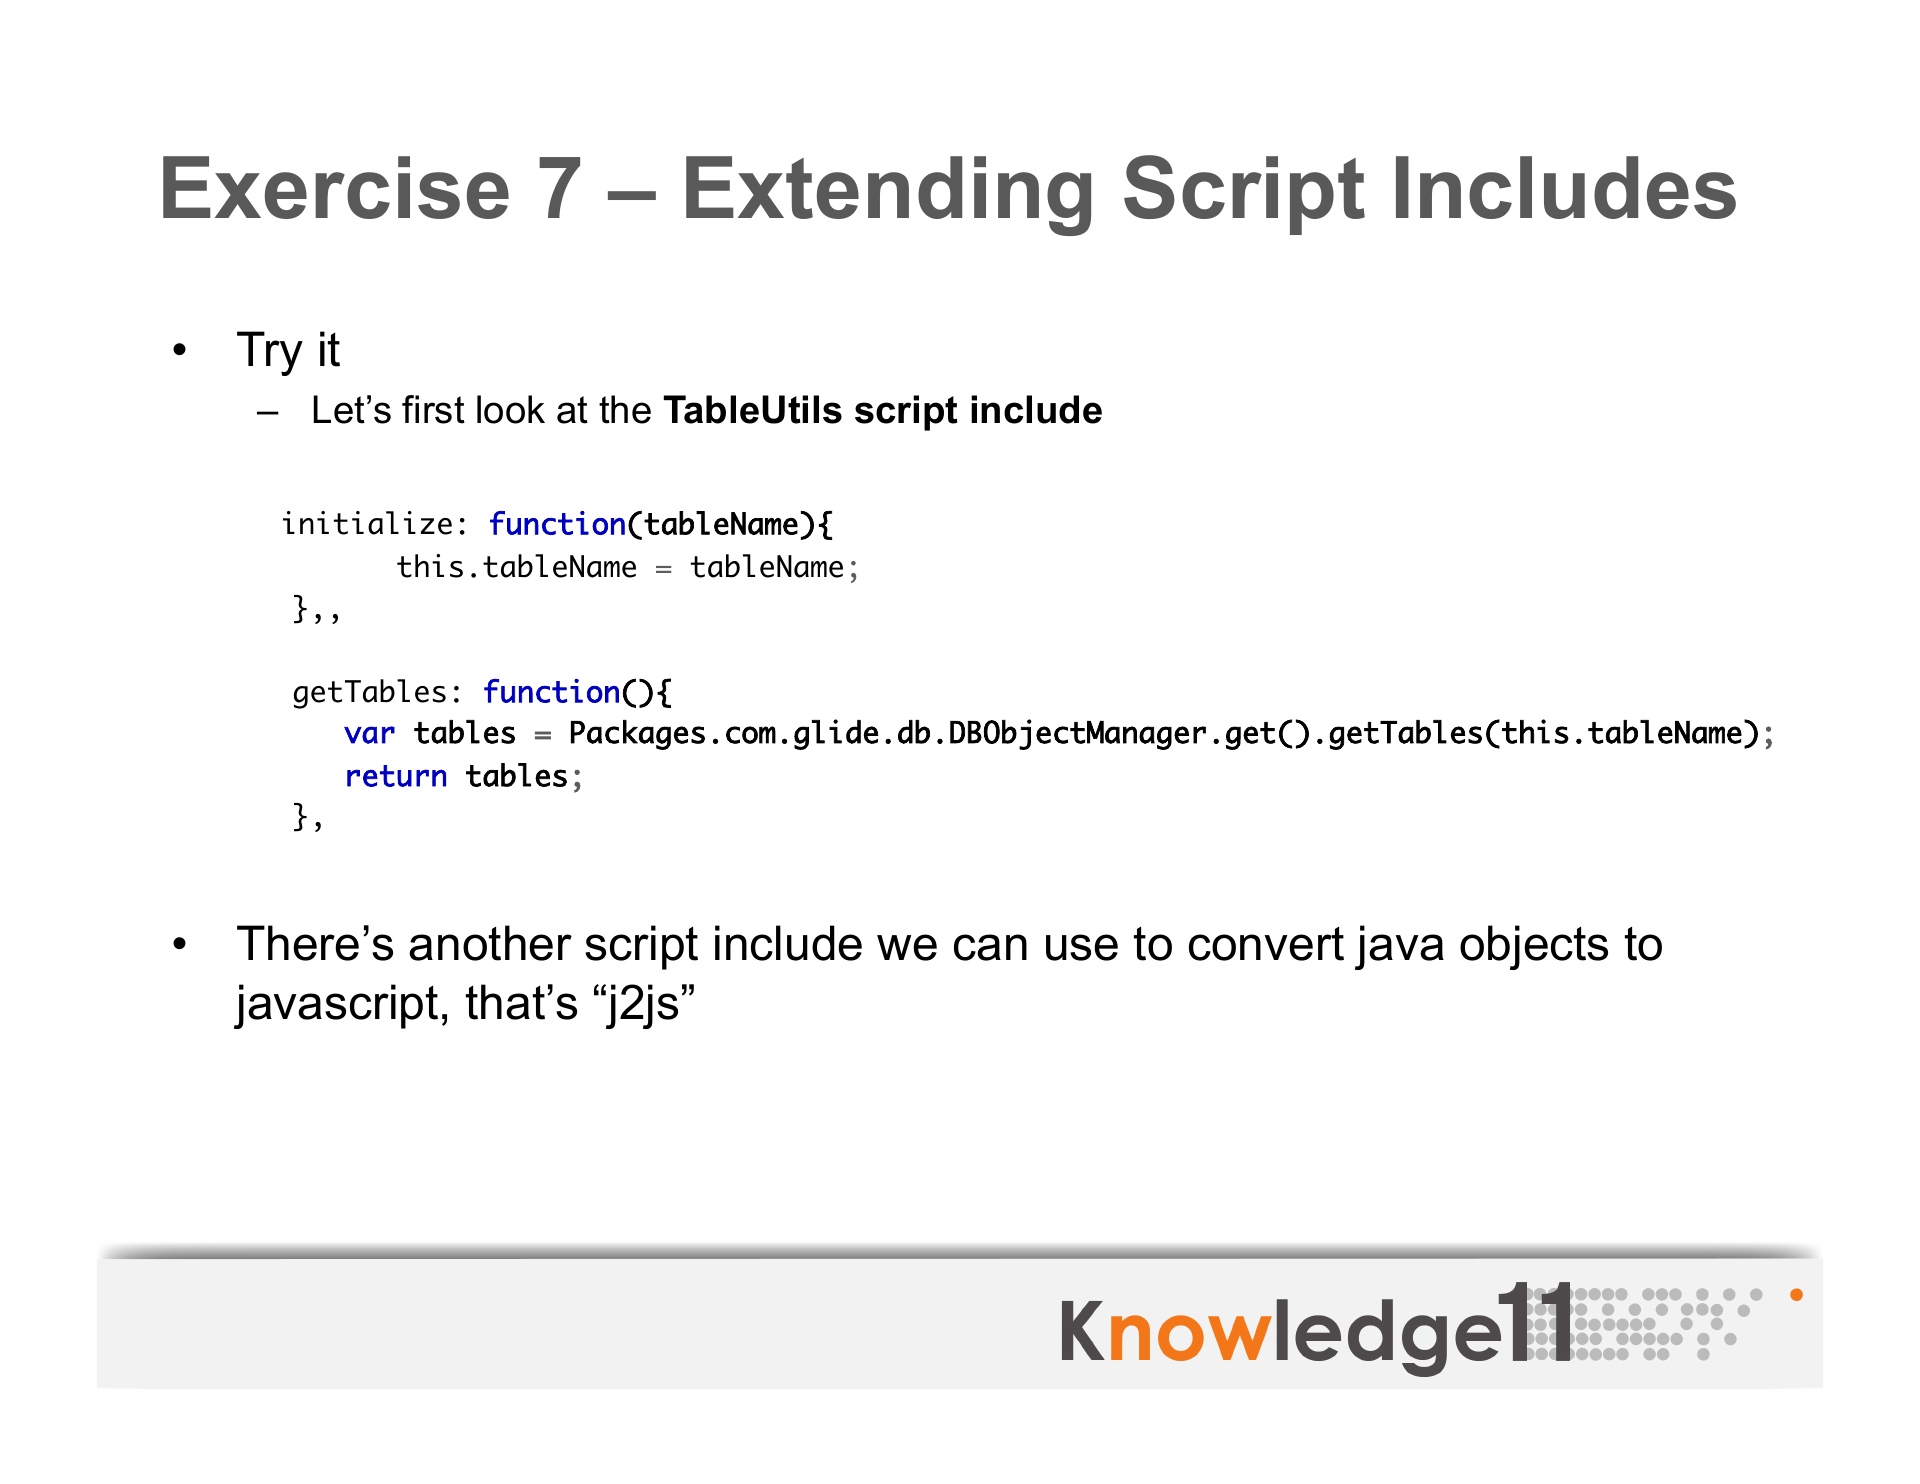 Exercise 7 – Extending Script Includes
• Try it
– Let’s first look at the TableUtils script include
initialize: function(tableName){
this.tableName = tableName;
},,
getTables: function(){
var tables = Packages.com.glide.db.DBObjectManager.get().getTables(this.tableName);
return tables;
},
• There’s another script include we can use to convert java objects to
javascript, that’s “j2js”
Knowledge11